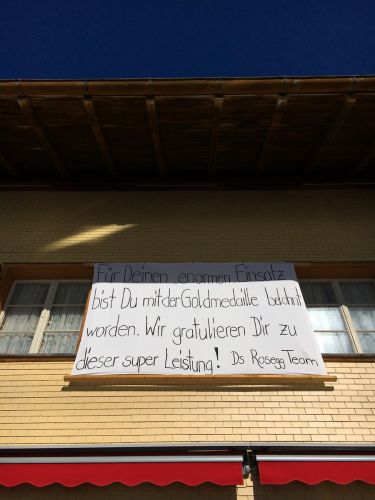 Für Deinen enormen Einsatz
bist Du mit der Goldmedaille belohnt
worden. Wir gratulieren Dir zu
dieser super Leistung! Ds Rosegg Team